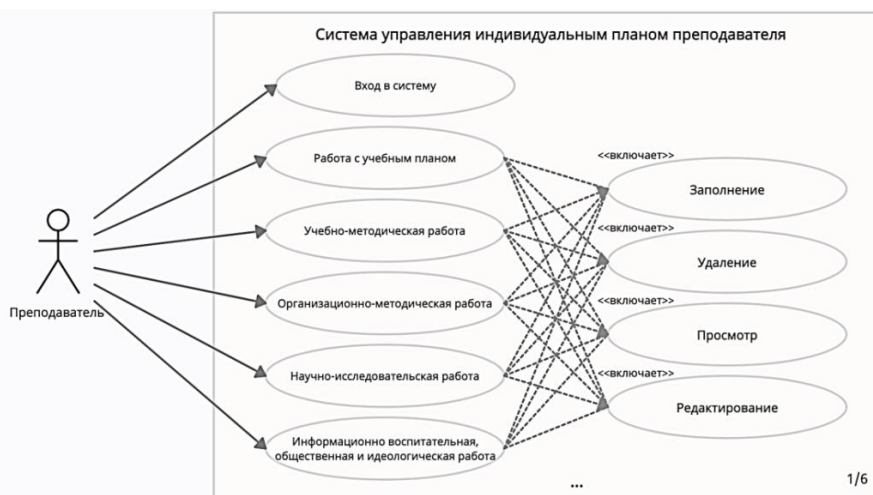 Система управления индивидуальным планом преподавателя
Вход в систему
Работа с учебным планом
Учебно-методическая работа
Организационно-методическая работа
Научно-исследовательская работа
Информационно воспитательная,
общественная и идеологическая работа
Преподаватель
<<включает>>
Заполнение
<<включает>>
Удаление
<<включает>>
Просмотр
<<включает>>
Редактирование
...
1/6